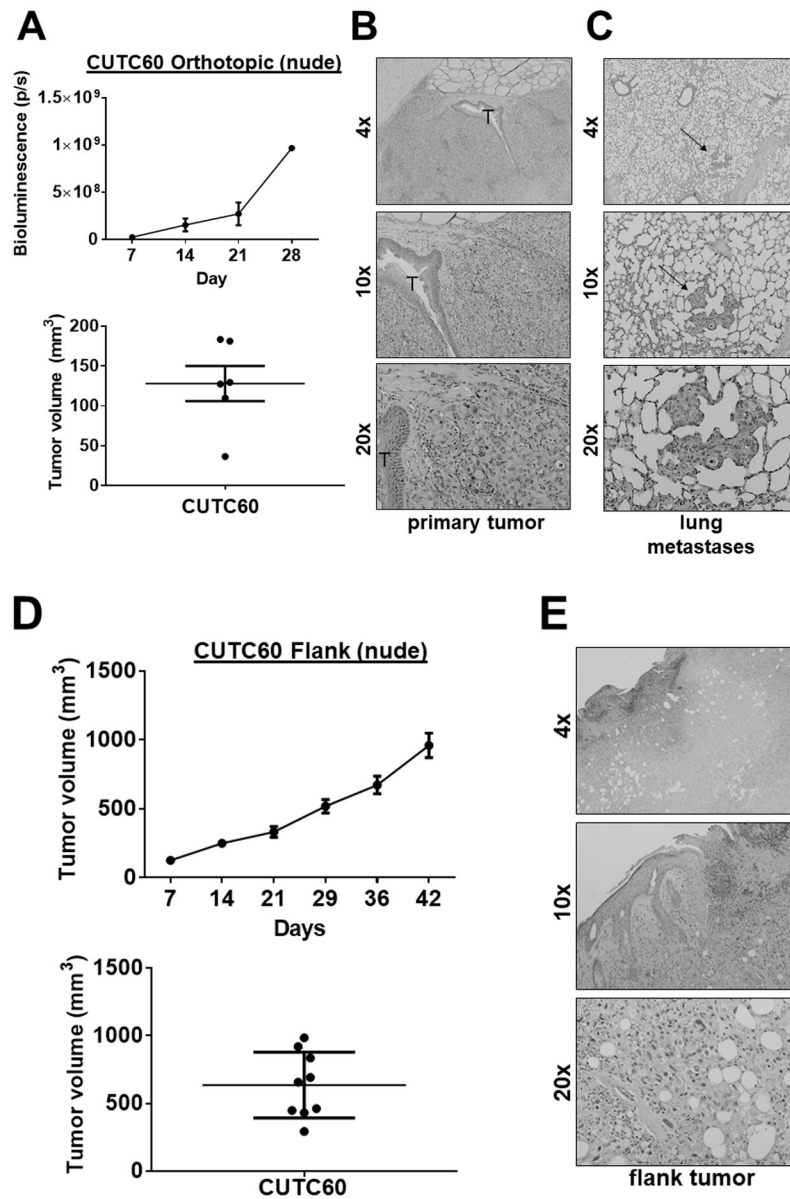 A
CUTC60 Orthotopic (nude)
Bioluminescence (p/s)
1.5×10⁹
1×10⁹
5×10⁸
0
7 14 21 28
Day
Tumor volume (mm³)
200
150
100
50
0
CUTC60
B
4x
T
10x
T
20x
T
primary tumor
C
4x
10x
20x
lung
metastases
D
CUTC60 Flank (nude)
Tumor volume (mm³)
1500
1000
500
0
7 14 21 29 36 42
Days
Tumor volume (mm³)
1500
1000
500
0
CUTC60
E
4x
10x
20x
flank tumor